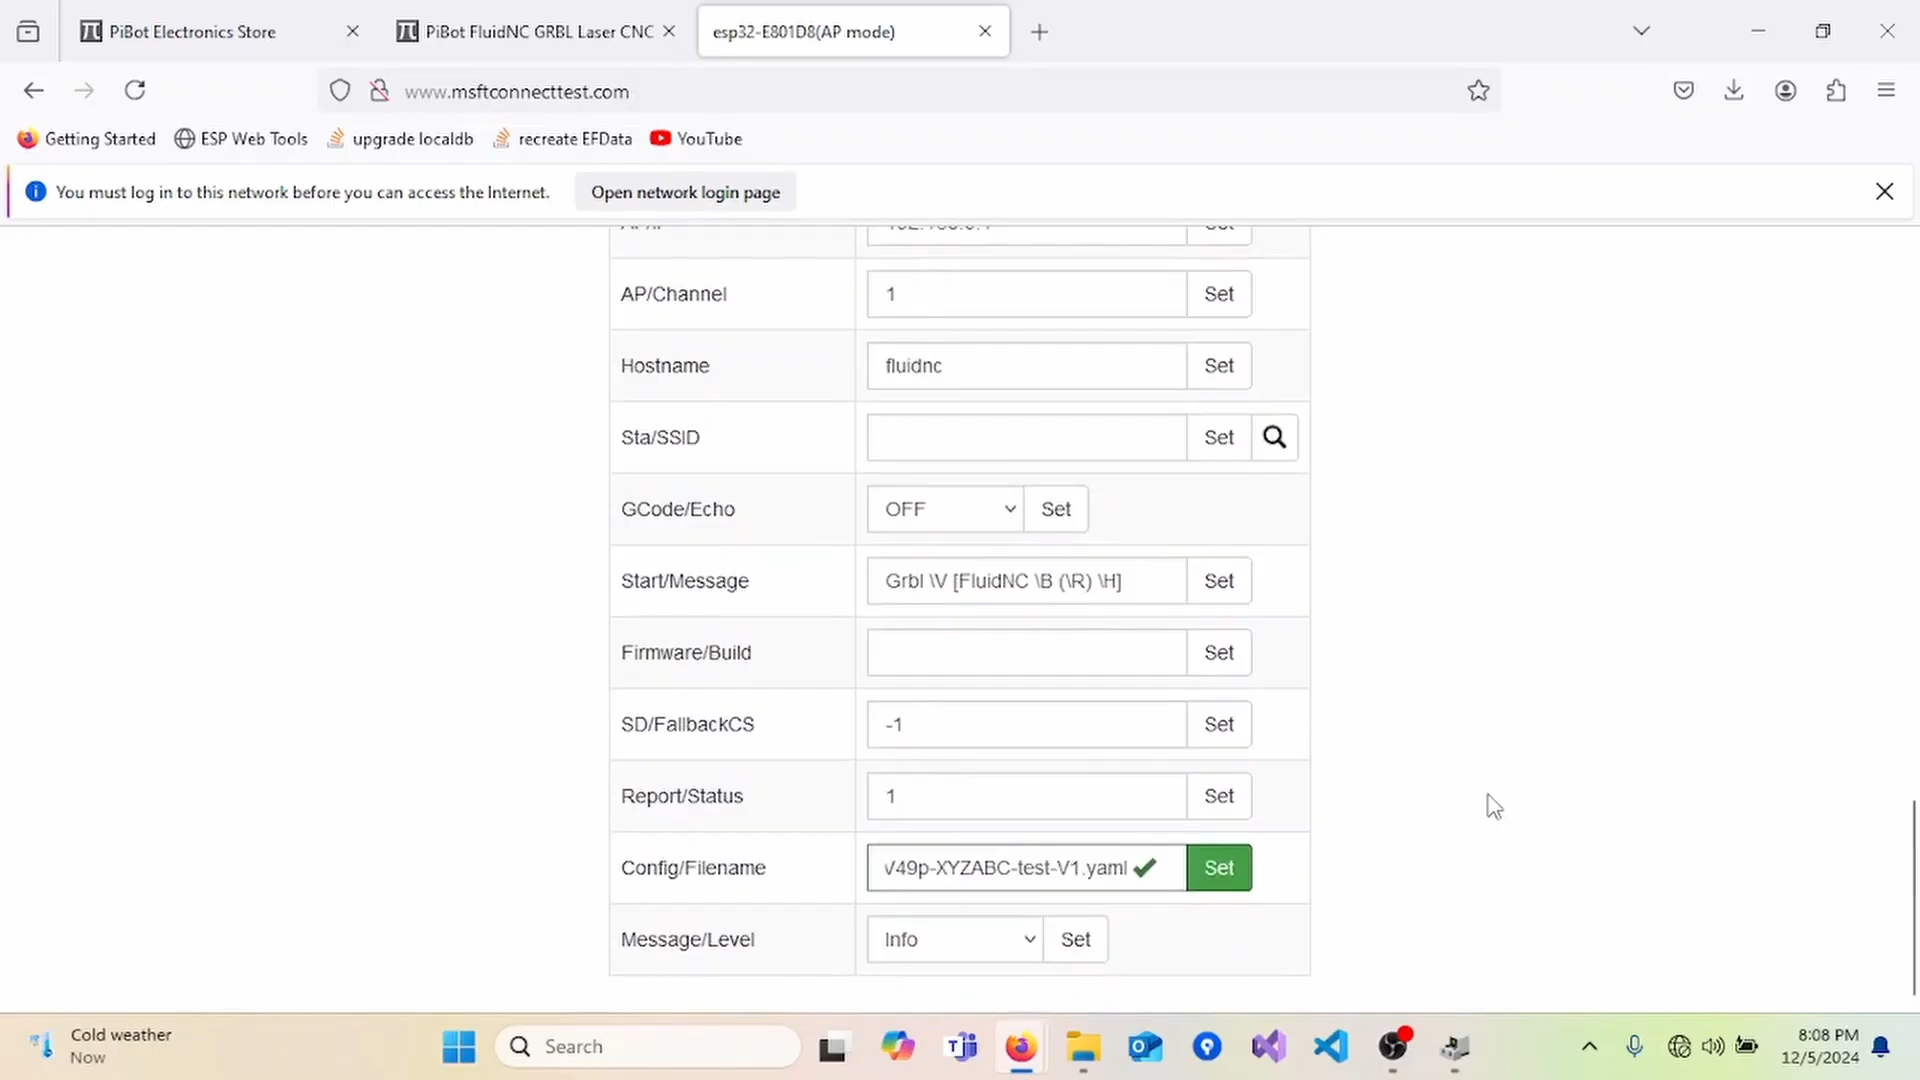 PiBot Electronics Store
PiBot FluidNC GRBL Laser CNC
esp32-E801D8(AP mode)
www.msftconnecttest.com
Getting Started
ESP Web Tools
upgrade localdb
recreate EFData
YouTube
You must log in to this network before you can access the Internet.
Open network login page
AP/Channel
1
Set
Hostname
fluidnc
Set
Sta/SSID
Set
GCode/Echo
OFF
Set
Start/Message
Grbl \V [FluidNC \B (\R) \H]
Set
Firmware/Build
Set
SD/FallbackCS
-1
Set
Report/Status
1
Set
Config/Filename
V49p-XYZABC-test-V1.yaml
Set
Message/Level
Info
Set
Cold weather
Now
Search
8:08 PM
12/5/2024